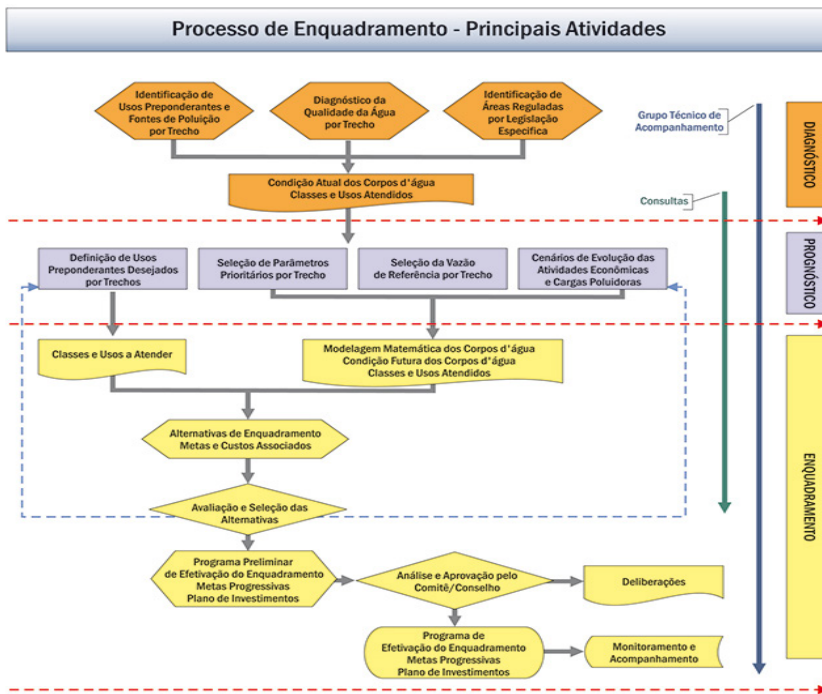 Processo de Enquadramento - Principais Atividades
Identificação de
Usos Preponderantes e
Fontes de Poluição
por Trecho
Diagnóstico da
Qualidade da Água
por Trecho
Identificação de
Áreas Reguladas
por Legislação
Específica
Grupo Técnico de
Acompanhamento
DIAGNÓSTICO
Condição Atual dos Corpos d'água
Classes e Usos Atendidos
Consultas
Definição de Usos
Preponderantes Desejados
por Trechos
Seleção de Parâmetros
Prioritários por Trecho
Seleção da Vazão
de Referência por Trecho
Cenários de Evolução das
Atividades Econômicas
e Cargas Poluidoras
PROGNÓSTICO
Classes e Usos a Atender
Modelagem Matemática dos Corpos d'água
Condição Futura dos Corpos d'água
Classes e Usos Atendidos
Alternativas de Enquadramento
Metas e Custos Associados
ENQUADRAMENTO
Avaliação e Seleção das
Alternativas
Programa Preliminar
de Efetivação do Enquadramento
Metas Progressivas
Plano de Investimentos
Análise e Aprovação pelo
Comitê/Conselho
Deliberações
Programa de
Efetivação do Enquadramento
Metas Progressivas
Plano de Investimentos
Monitoramento e
Acompanhamento